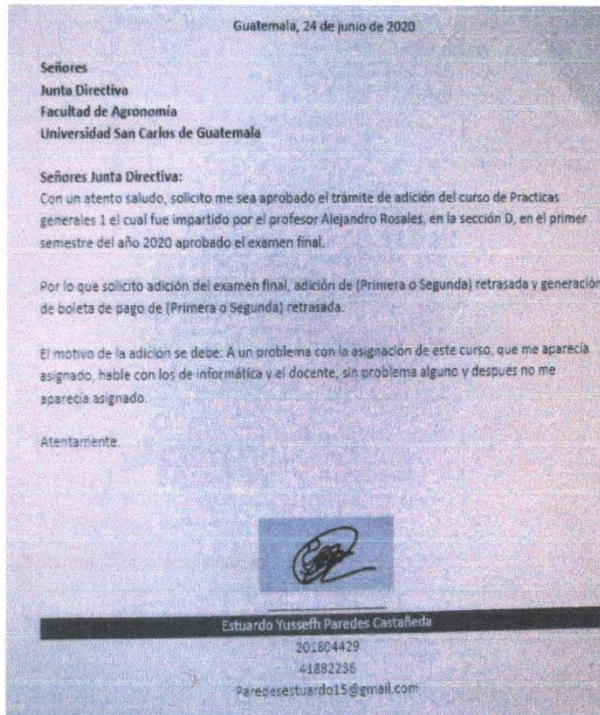 Guatemala, 24 de junio de 2020
Señores
Junta Directiva
Facultad de Agronomía
Universidad San Carlos de Guatemala
Señores Junta Directiva:
Con un atento saludo, solicito me sea aprobado el trámite de adición del curso de Practicas
generales 1 el cual fue impartido por el profesor Alejandro Rosales, en la sección D, en el primer
semestre del año 2020 aprobado el examen final.
Por lo que solicito adición del examen final, adición de (Primera o Segunda) retrasada y generación
de boleta de pago de (Primera o Segunda) retrasada.
El motivo de la adición se debe: A un problema con la asignación de este curso, que me aparecía
asignado, hable con los de informática y el docente, sin problema alguno y después no me
aparecía asignado.
Atentamente.
Estuardo Yussefh Paredes Castañeda
201804429
41882236
Paredesestuardo15@gmail.com